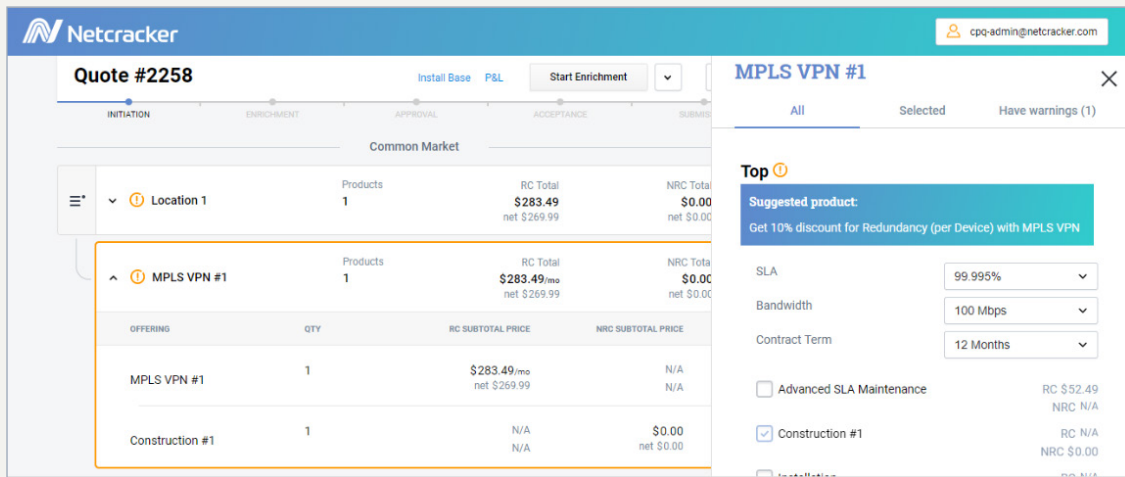 Netcracker
cpq-admin@netcracker.com
Quote #2258
Install Base P&L Start Enrichment
INITIATION ENRICHMENT APPROVAL ACCEPTANCE
Common Market
Location 1
Products
1
RC Total
$283.49
net $269.99
NRC Total
$0.00
net $0.00
MPLS VPN #1
Products
1
RC Total
$283.49/mo
net $269.99
NRC Total
$0.00
net $0.00
OFFERING QTY RC SUBTOTAL PRICE NRC SUBTOTAL PRICE
MPLS VPN #1 1 $283.49/mo N/A
net $269.99 N/A
Construction #1 1 N/A $0.00
N/A net $0.00
MPLS VPN #1
All Selected Have warnings (1)
Top
Suggested product:
Get 10% discount for Redundancy (per Device) with MPLS VPN
SLA 99.995%
Bandwidth 100 Mbps
Contract Term 12 Months
Advanced SLA Maintenance RC $52.49
NRC N/A
Construction #1 RC N/A
NRC $0.00